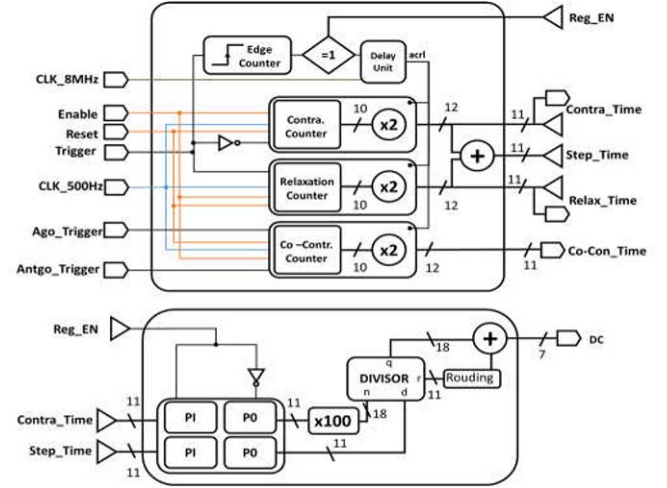 Reg_EN
Edge
Counter
=1
Delay
Unit
acrl
CLK_8MHz
Enable
Reset
Trigger
CLK_500Hz
Ago_Trigger
Antgo_Trigger
Contra.
Counter
10
x2
12
11
Contra_Time
+
11
Step_Time
Relaxation
Counter
10
x2
12
11
Relax_Time
Co –Contr.
Counter
10
x2
12
11
Co-Con_Time
Reg_EN
Contra_Time
11
Step_Time
11
PI
P0
PI
P0
11
x100
18
11
DIVISOR
q
n
d
r
18
11
Rouding
+
7
DC